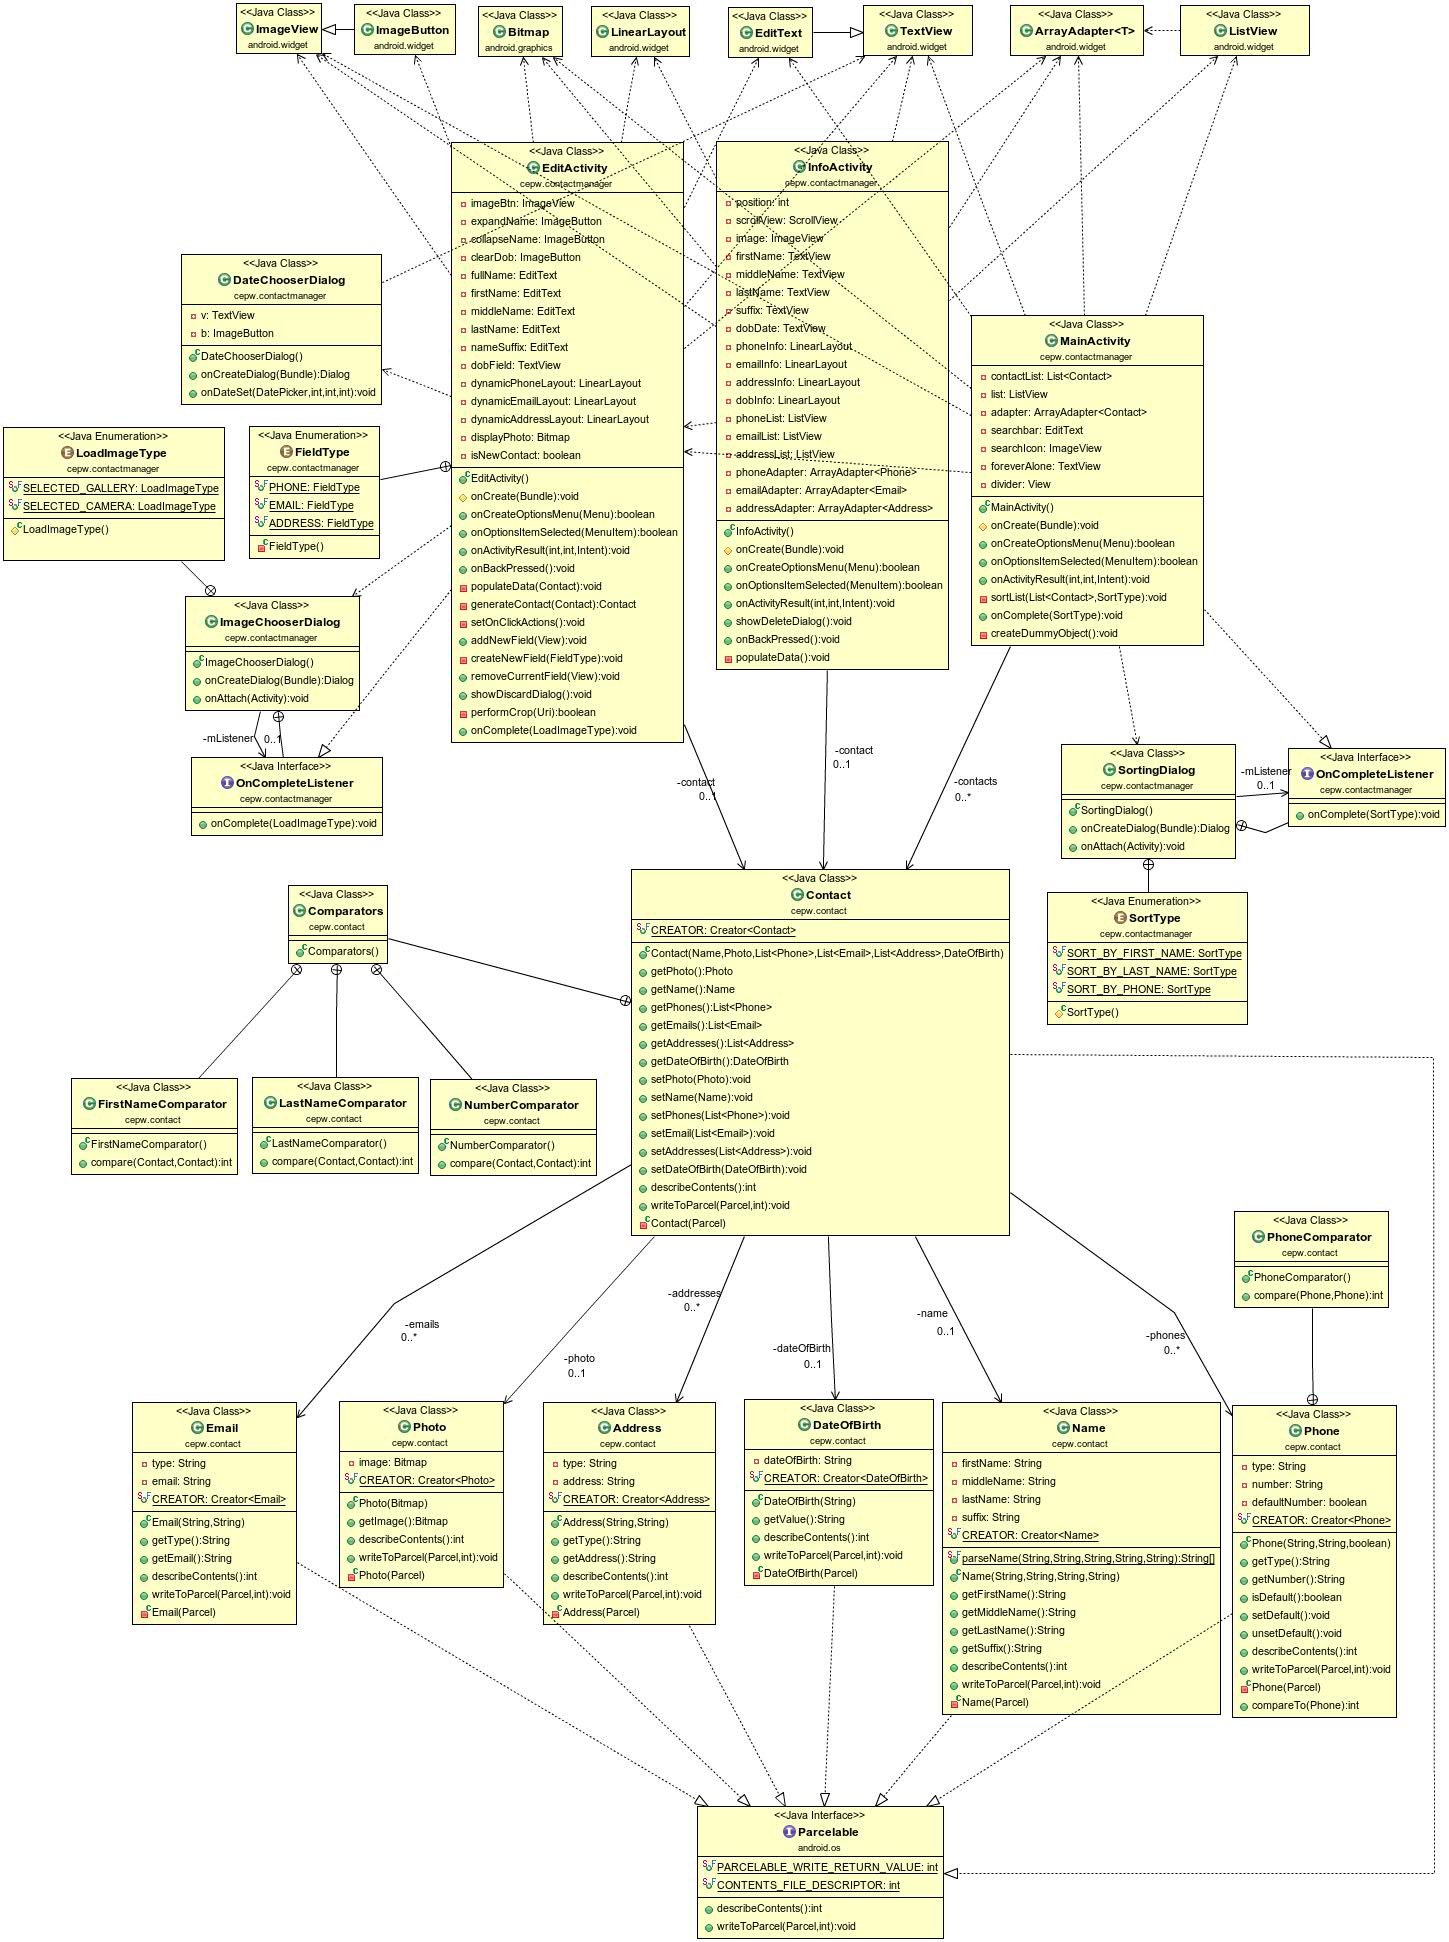 <<Java Class>>
ImageView
android.widget
<<Java Class>>
ImageButton
android.widget
<<Java Class>>
Bitmap
android.graphics
<<Java Class>>
LinearLayout
android.widget
<<Java Class>>
EditText
android.widget
<<Java Class>>
TextView
android.widget
<<Java Class>>
ArrayAdapter<T>
android.widget
<<Java Class>>
ListView
android.widget
<<Java Class>>
EditActivity
cepw.contactmanager
imageBtn: ImageView
expandName: ImageButton
collapseName: ImageButton
clearDob: ImageButton
fullName: EditText
firstName: EditText
middleName: EditText
lastName: EditText
nameSuffix: EditText
dobField: TextView
dynamicPhoneLayout: LinearLayout
dynamicEmailLayout: LinearLayout
dynamicAddressLayout: LinearLayout
displayPhoto: Bitmap
isNewContact: boolean
EditActivity()
onCreate(Bundle):void
onCreateOptionsMenu(Menu):boolean
onOptionsItemSelected(MenuItem):boolean
onActivityResult(int,int,Intent):void
onBackPressed():void
populateData(Contact):void
generateContact(Contact):Contact
setOnClickActions():void
addNewField(View):void
createNewField(FieldType):void
removeCurrentField(View):void
showDiscardDialog():void
performCrop(Uri):boolean
onComplete(LoadImageType):void
<<Java Class>>
InfoActivity
cepw.contactmanager
position: int
scrollView: ScrollView
image: ImageView
firstName: TextView
middleName: TextView
lastName: TextView
suffix: TextView
dobDate: TextView
phoneInfo: LinearLayout
emailInfo: LinearLayout
addressInfo: LinearLayout
dobInfo: LinearLayout
phoneList: ListView
emailList: ListView
addressList: ListView
phoneAdapter: ArrayAdapter<Phone>
emailAdapter: ArrayAdapter<Email>
addressAdapter: ArrayAdapter<Address>
InfoActivity()
onCreate(Bundle):void
onCreateOptionsMenu(Menu):boolean
onOptionsItemSelected(MenuItem):boolean
onActivityResult(int,int,Intent):void
showDeleteDialog():void
onBackPressed():void
populateData():void
<<Java Class>>
MainActivity
cepw.contactmanager
contactList: List<Contact>
list: ListView
adapter: ArrayAdapter<Contact>
searchbar: EditText
searchIcon: ImageView
foreverAlone: TextView
divider: View
MainActivity()
onCreate(Bundle):void
onCreateOptionsMenu(Menu):boolean
onOptionsItemSelected(MenuItem):boolean
onActivityResult(int,int,Intent):void
sortList(List<Contact>,SortType):void
onComplete(SortType):void
createDummyObject():void
<<Java Class>>
DateChooserDialog
cepw.contactmanager
v: TextView
b: ImageButton
DateChooserDialog()
onCreateDialog(Bundle):Dialog
onDateSet(DatePicker,int,int,int):void
<<Java Enumeration>>
LoadImageType
cepw.contactmanager
SELECTED_GALLERY: LoadImageType
SELECTED_CAMERA: LoadImageType
LoadImageType()
<<Java Enumeration>>
FieldType
cepw.contactmanager
PHONE: FieldType
EMAIL: FieldType
ADDRESS: FieldType
FieldType()
<<Java Class>>
ImageChooserDialog
cepw.contactmanager
ImageChooserDialog()
onCreateDialog(Bundle):Dialog
onAttach(Activity):void
-mListener
0..1
<<Java Interface>>
OnCompleteListener
cepw.contactmanager
onComplete(LoadImageType):void
-contact
0..1
-contact
0..1
-contacts
0..*
<<Java Class>>
SortingDialog
cepw.contactmanager
SortingDialog()
onCreateDialog(Bundle):Dialog
onAttach(Activity):void
-mListener
0..1
<<Java Interface>>
OnCompleteListener
cepw.contactmanager
onComplete(SortType):void
<<Java Enumeration>>
SortType
cepw.contactmanager
SORT_BY_FIRST_NAME: SortType
SORT_BY_LAST_NAME: SortType
SORT_BY_PHONE: SortType
SortType()
<<Java Class>>
Comparators
cepw.contact
Comparators()
<<Java Class>>
Contact
cepw.contact
CREATOR: Creator<Contact>
Contact(Name,Photo,List<Phone>,List<Email>,List<Address>,DateOfBirth)
getPhoto():Photo
getName():Name
getPhones():List<Phone>
getEmails():List<Email>
getAddresses():List<Address>
getDateOfBirth():DateOfBirth
setPhoto(Photo):void
setName(Name):void
setPhones(List<Phone>):void
setEmail(List<Email>):void
setAddresses(List<Address>):void
setDateOfBirth(DateOfBirth):void
describeContents():int
writeToParcel(Parcel,int):void
Contact(Parcel)
<<Java Class>>
FirstNameComparator
cepw.contact
FirstNameComparator()
compare(Contact,Contact):int
<<Java Class>>
LastNameComparator
cepw.contact
LastNameComparator()
compare(Contact,Contact):int
<<Java Class>>
NumberComparator
cepw.contact
NumberComparator()
compare(Contact,Contact):int
<<Java Class>>
PhoneComparator
cepw.contact
PhoneComparator()
compare(Phone,Phone):int
-emails
0..*
-photo
0..1
-addresses
0..*
-dateOfBirth
0..1
-name
0..1
-phones
0..*
<<Java Class>>
Email
cepw.contact
type: String
email: String
CREATOR: Creator<Email>
Email(String,String)
getType():String
getEmail():String
describeContents():int
writeToParcel(Parcel,int):void
Email(Parcel)
<<Java Class>>
Photo
cepw.contact
image: Bitmap
CREATOR: Creator<Photo>
Photo(Bitmap)
getImage():Bitmap
describeContents():int
writeToParcel(Parcel,int):void
Photo(Parcel)
<<Java Class>>
Address
cepw.contact
type: String
address: String
CREATOR: Creator<Address>
Address(String,String)
getType():String
getAddress():String
describeContents():int
writeToParcel(Parcel,int):void
Address(Parcel)
<<Java Class>>
DateOfBirth
cepw.contact
dateOfBirth: String
CREATOR: Creator<DateOfBirth>
DateOfBirth(String)
getValue():String
describeContents():int
writeToParcel(Parcel,int):void
DateOfBirth(Parcel)
<<Java Class>>
Name
cepw.contact
firstName: String
middleName: String
lastName: String
suffix: String
CREATOR: Creator<Name>
parseName(String,String,String,String,String):String[]
Name(String,String,String,String)
getFirstName():String
getMiddleName():String
getLastName():String
getSuffix():String
describeContents():int
writeToParcel(Parcel,int):void
Name(Parcel)
<<Java Class>>
Phone
cepw.contact
type: String
number: String
defaultNumber: boolean
CREATOR: Creator<Phone>
Phone(String,String,boolean)
getType():String
getNumber():String
isDefault():boolean
setDefault():void
unsetDefault():void
describeContents():int
writeToParcel(Parcel,int):void
Phone(Parcel)
compareTo(Phone):int
<<Java Interface>>
Parcelable
android.os
PARCELABLE_WRITE_RETURN_VALUE: int
CONTENTS_FILE_DESCRIPTOR: int
describeContents():int
writeToParcel(Parcel,int):void